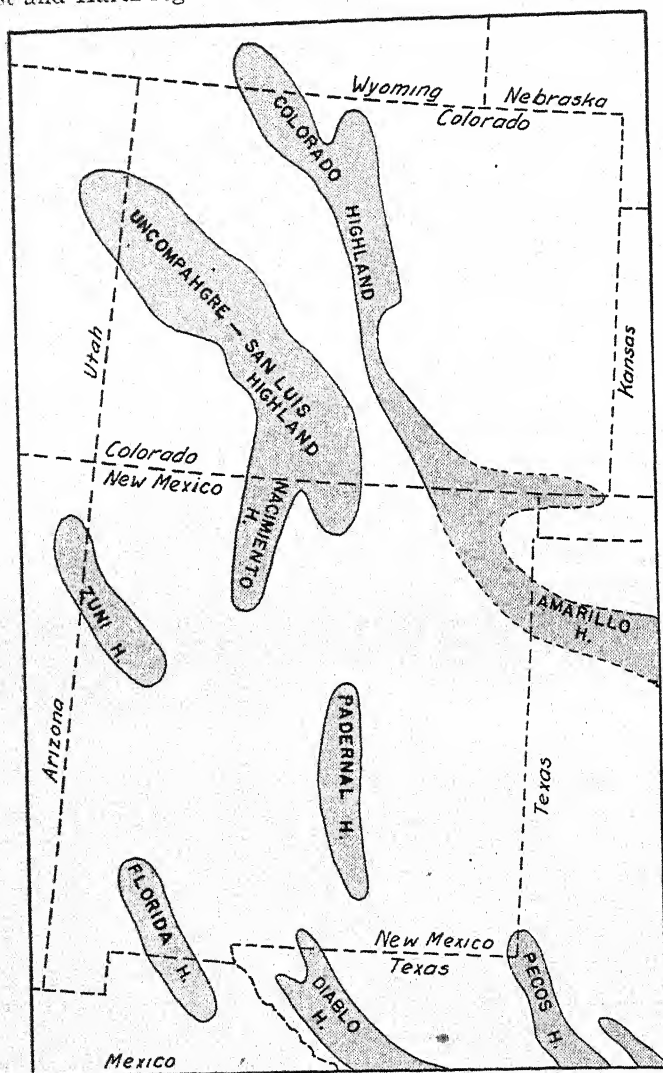 Wyoming
Nebraska
Colorado
COLORADO
HIGHLAND
UNCOMPAHGRE — SAN LUIS
HIGHLAND
Utah
Kansas
Colorado
New Mexico
NACIMIENTO
H.
ZUNI H.
AMARILLO
H.
Arizona
PADERNAL H.
Texas
FLORIDA H.
New Mexico
Texas
DIABLO
H.
PECOS H.
Mexico